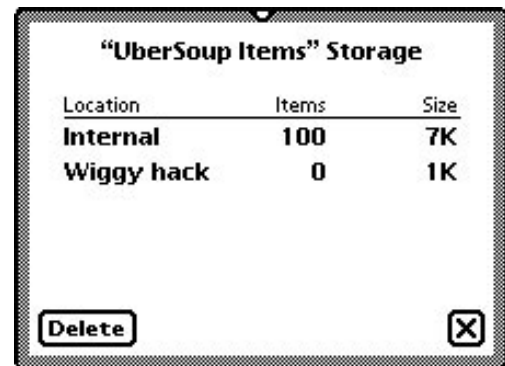 “UberSoup Items” Storage
Location Items Size
Internal 100 7K
Wiggy hack 0 1K
Delete